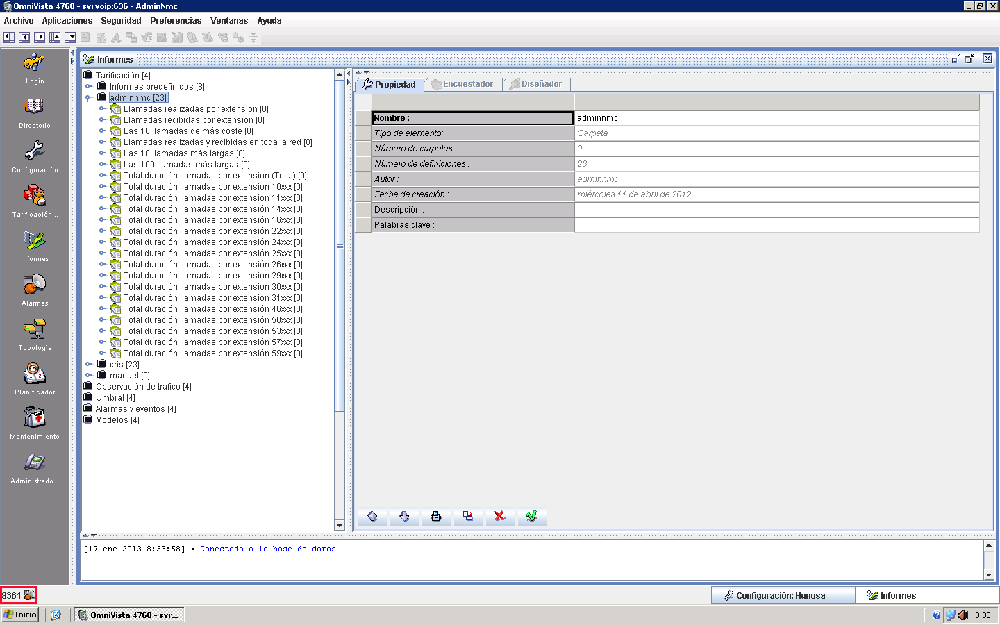 OmniVista 4760 - svrvoip:636 - AdminNmc
Archivo Aplicaciones Seguridad Preferencias Ventanas Ayuda
Login
Directorio
Configuración
Tarificación...
Informes
Alarmas
Topología
Planificador
Mantenimiento
Administrado...
Informes
Tarificación [4]
Informes predefinidos [8]
adminnmc [23]
Llamadas realizadas por extensión [0]
Llamadas recibidas por extensión [0]
Las 10 llamadas de más coste [0]
Llamadas realizadas y recibidas en toda la red [0]
Las 10 llamadas más largas [0]
Las 100 llamadas más largas [0]
Total duración llamadas por extensión (Total) [0]
Total duración llamadas por extensión 10xxx [0]
Total duración llamadas por extensión 11xxx [0]
Total duración llamadas por extensión 14xxx [0]
Total duración llamadas por extensión 16xxx [0]
Total duración llamadas por extensión 22xxx [0]
Total duración llamadas por extensión 24xxx [0]
Total duración llamadas por extensión 25xxx [0]
Total duración llamadas por extensión 26xxx [0]
Total duración llamadas por extensión 29xxx [0]
Total duración llamadas por extensión 30xxx [0]
Total duración llamadas por extensión 31xxx [0]
Total duración llamadas por extensión 46xxx [0]
Total duración llamadas por extensión 50xxx [0]
Total duración llamadas por extensión 53xxx [0]
Total duración llamadas por extensión 57xxx [0]
Total duración llamadas por extensión 59xxx [0]
cris [23]
manuel [0]
Observación de tráfico [4]
Umbral [4]
Alarmas y eventos [4]
Modelos [4]
Propiedad Encuestador Diseñador
Nombre : adminnmc
Tipo de elemento: Carpeta
Número de carpetas : 0
Número de definiciones : 23
Autor : adminnmc
Fecha de creación : miércoles 11 de abril de 2012
Descripción :
Palabras clave :
[17-ene-2013 8:33:58] > Conectado a la base de datos
8361
Configuración: Hunosa Informes
Inicio OmniVista 4760 - svr... 8:35